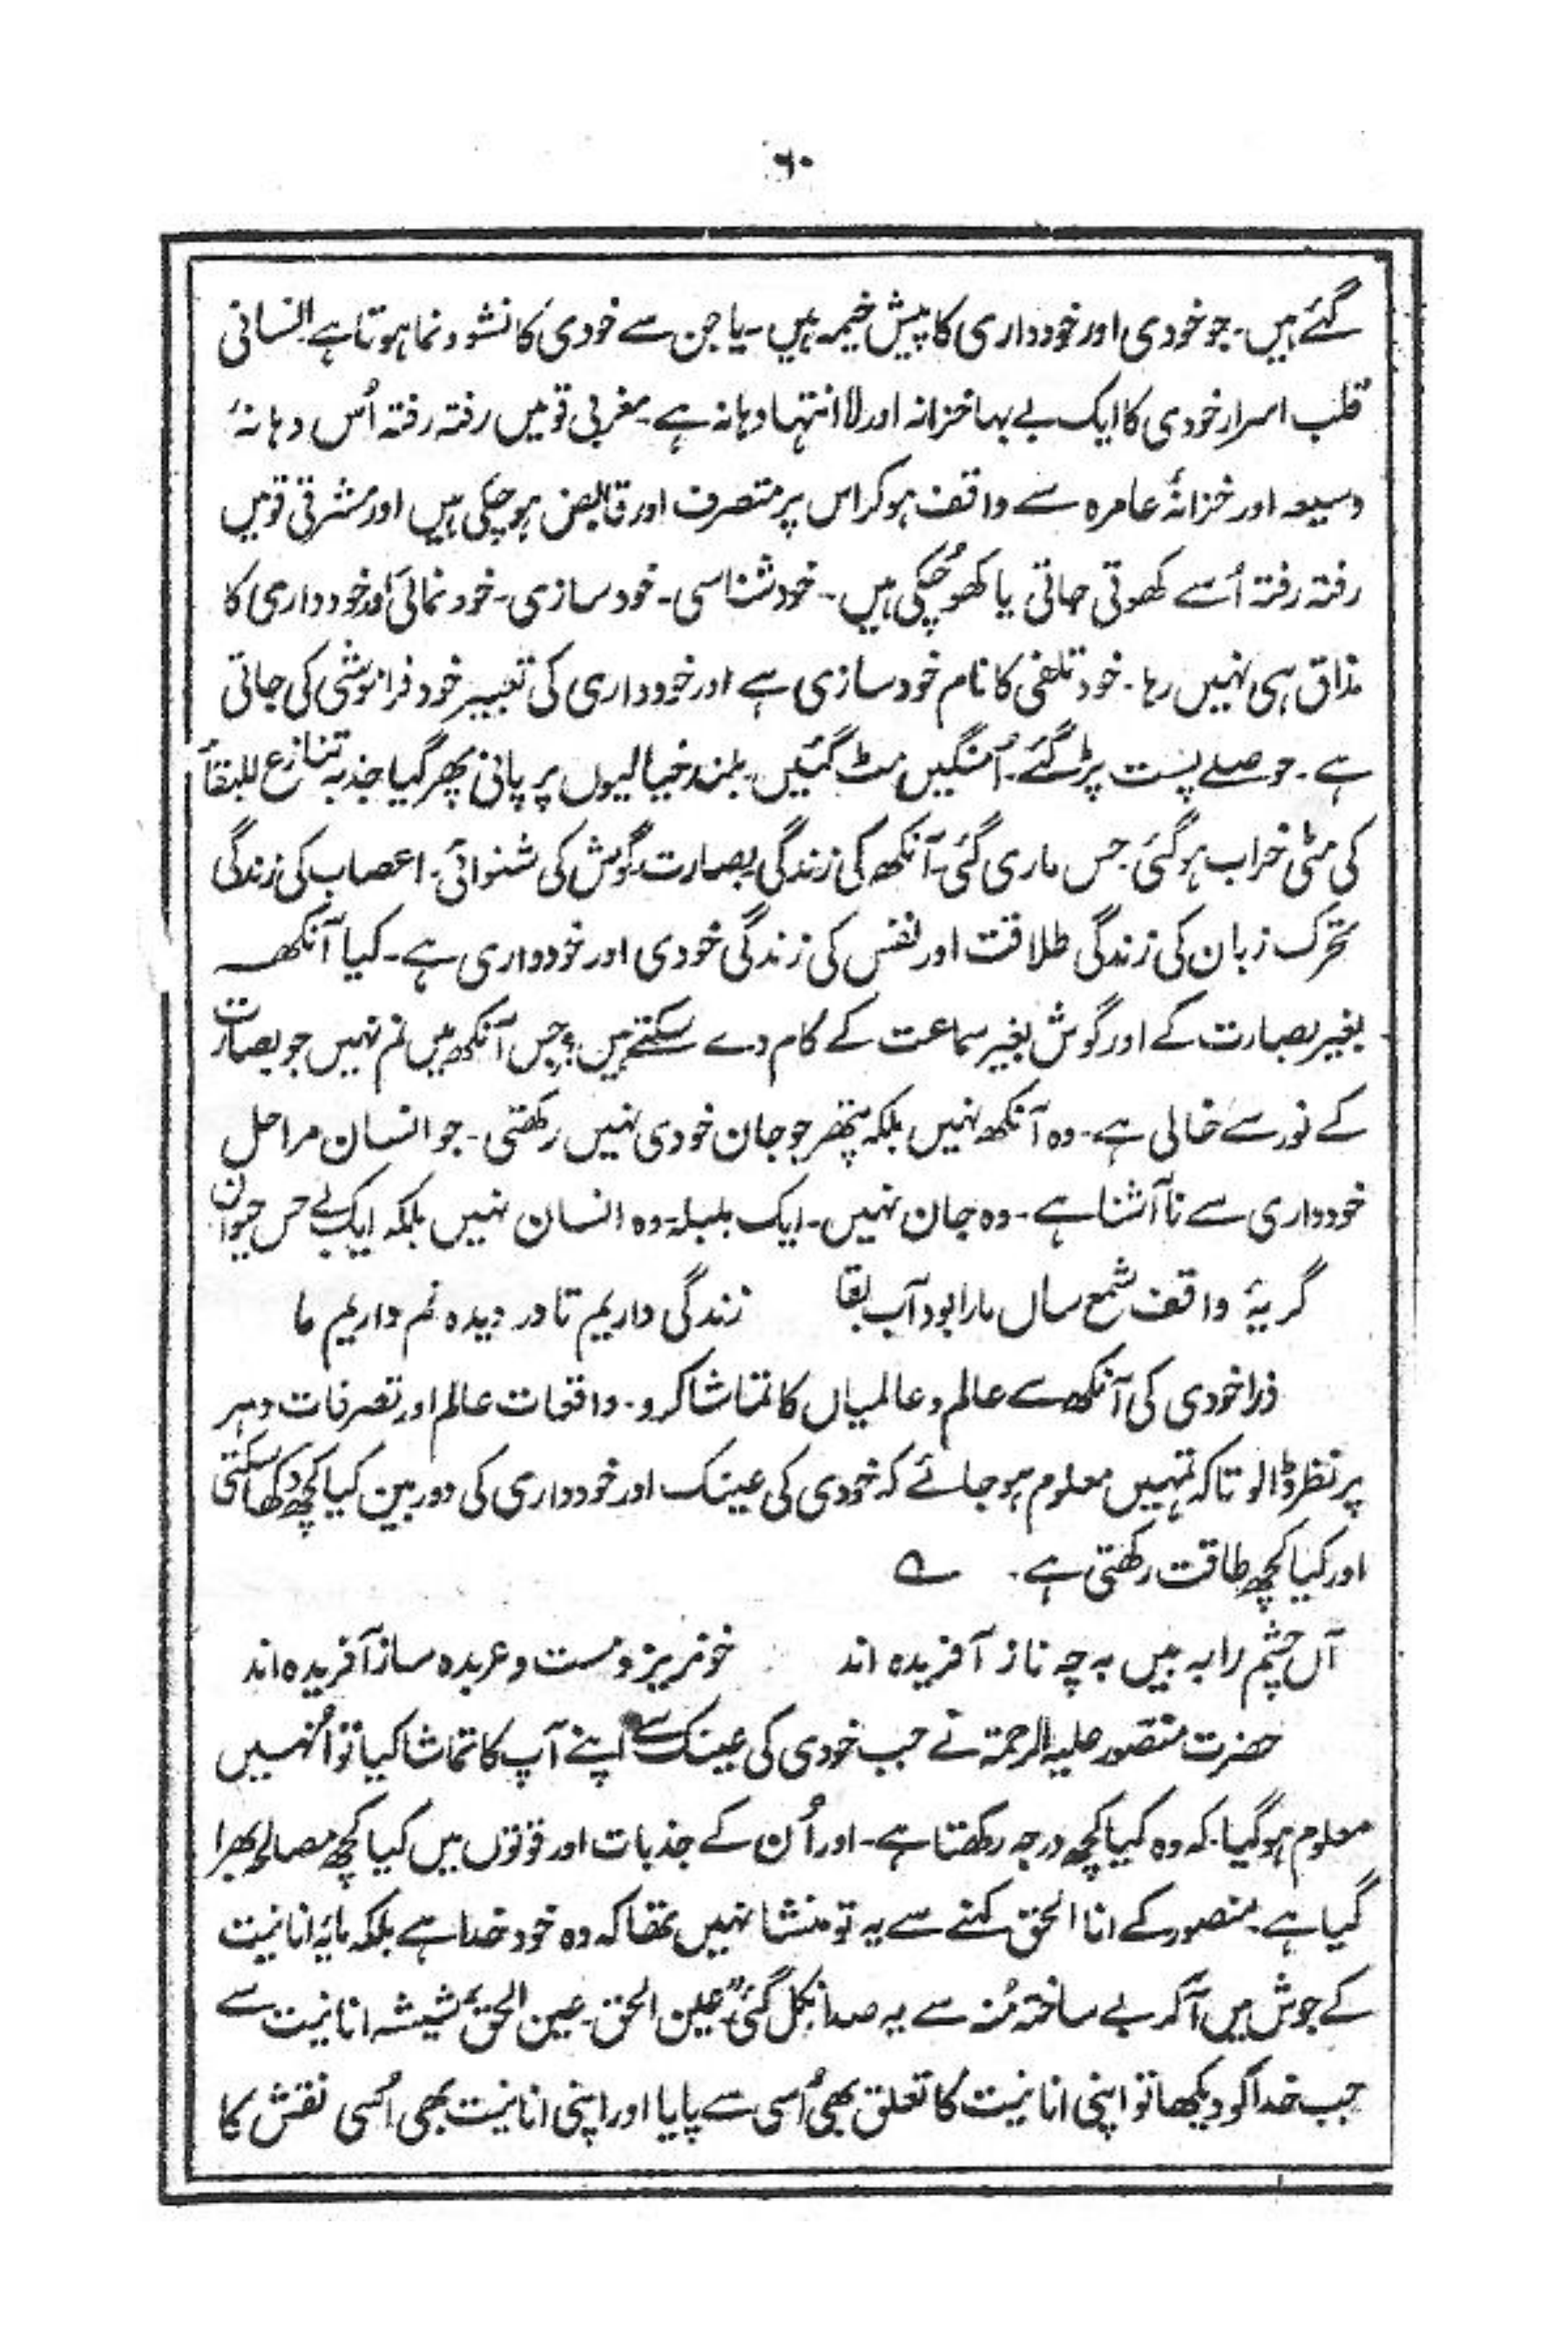 ۶۰
گئے ہیں۔ جو خودی اور خودداری کا پیش خیمہ ہیں۔ یا جن سے خودی کا نشوونما ہوتا ہے انسانی
قلب اسرار خودی کا ایک بے بہا خزانہ اور لا انتہا دہانہ ہے۔ مغربی قومیں رفتہ رفتہ اُس دہانۂ
وسیعہ اور خزانۂ عامرہ سے واقف ہو کر اس پر متصرف اور قابض ہو چکی ہیں اور مشرقی قومیں
رفتہ رفتہ اُسے کھوتی جاتی یا کھو چکی ہیں۔ خود شناسی۔ خود سازی۔ خود نمائی اور خودداری کا
مذاق ہی نہیں رہا۔ خود تلفی کا نام خود سازی ہے اور خودداری کی تعبیر خود فراموشی کی جاتی
ہے۔ حوصلے پست پڑ گئے۔ اُمنگیں مٹ گئیں۔ بلند خیالیوں پر پانی پھر گیا جذبہ تنازع للبقاء
کی مٹی خراب ہو گئی۔ حس ماری گئی۔ آنکھ کی زندگی بصارت۔ گوش کی شنوائی۔ اعصاب کی زندگی
تحرک زبان کی زندگی طلاقت اور نفس کی زندگی خودی اور خودداری ہے۔ کیا آنکھ
بغیر بصارت کے اور گوش بغیر سماعت کے کام دے سکتے ہیں؟ جس آنکھ میں نم نہیں جو بصارت
کے نور سے خالی ہے۔ وہ آنکھ نہیں بلکہ پتھر جو جان خودی نہیں رکھتی۔ جو انسان مراحل
خودداری سے ناآشنا ہے۔ وہ جان نہیں۔ ایک بلبلہ۔ وہ انسان نہیں بلکہ ایک بے حس حیوان
گریۂ واقف شمع ساں مارا بود آب بقا زندگی داریم تا در دیدہ نم داریم ما
ذرا خودی کی آنکھ سے عالم و عالمیاں کا تماشا کرو۔ واقعات عالم اور تصرفات دہر
پر نظر ڈالو تاکہ تمہیں معلوم ہو جائے کہ خودی کی عینک اور خودداری کی دوربین کیا کچھ دکھا سکتی
اور کیا کچھ طاقت رکھتی ہے۔ ؎
آں چشم را بہ بیں بہ چہ ناز آفریدہ اند خونریز و مست و عربدہ ساز آفریدہ اند
حضرت منصور علیہ الرحمۃ نے جب خودی کی عینک سے اپنے آپ کا تماشا کیا تو اُنہیں
معلوم ہو گیا۔ کہ وہ کیا کچھ درجہ رکھتا ہے۔ اور اُن کے جذبات اور قوتوں میں کیا کچھ مصالحہ بھرا
گیا ہے۔ منصور کے انا الحق کہنے سے یہ تو منشا نہیں تھا کہ وہ خود خدا ہے بلکہ مایۂ انانیت
کے جوش میں آ کر بے ساختہ مُنہ سے یہ صدا نکل گئی "عین الحق۔ عین الحق" شیشہ انانیت سے
جب خدا کو دیکھا تو اپنی انانیت کا تعلق بھی اُسی سے پایا اور اپنی انانیت بھی اُسی نقش کا